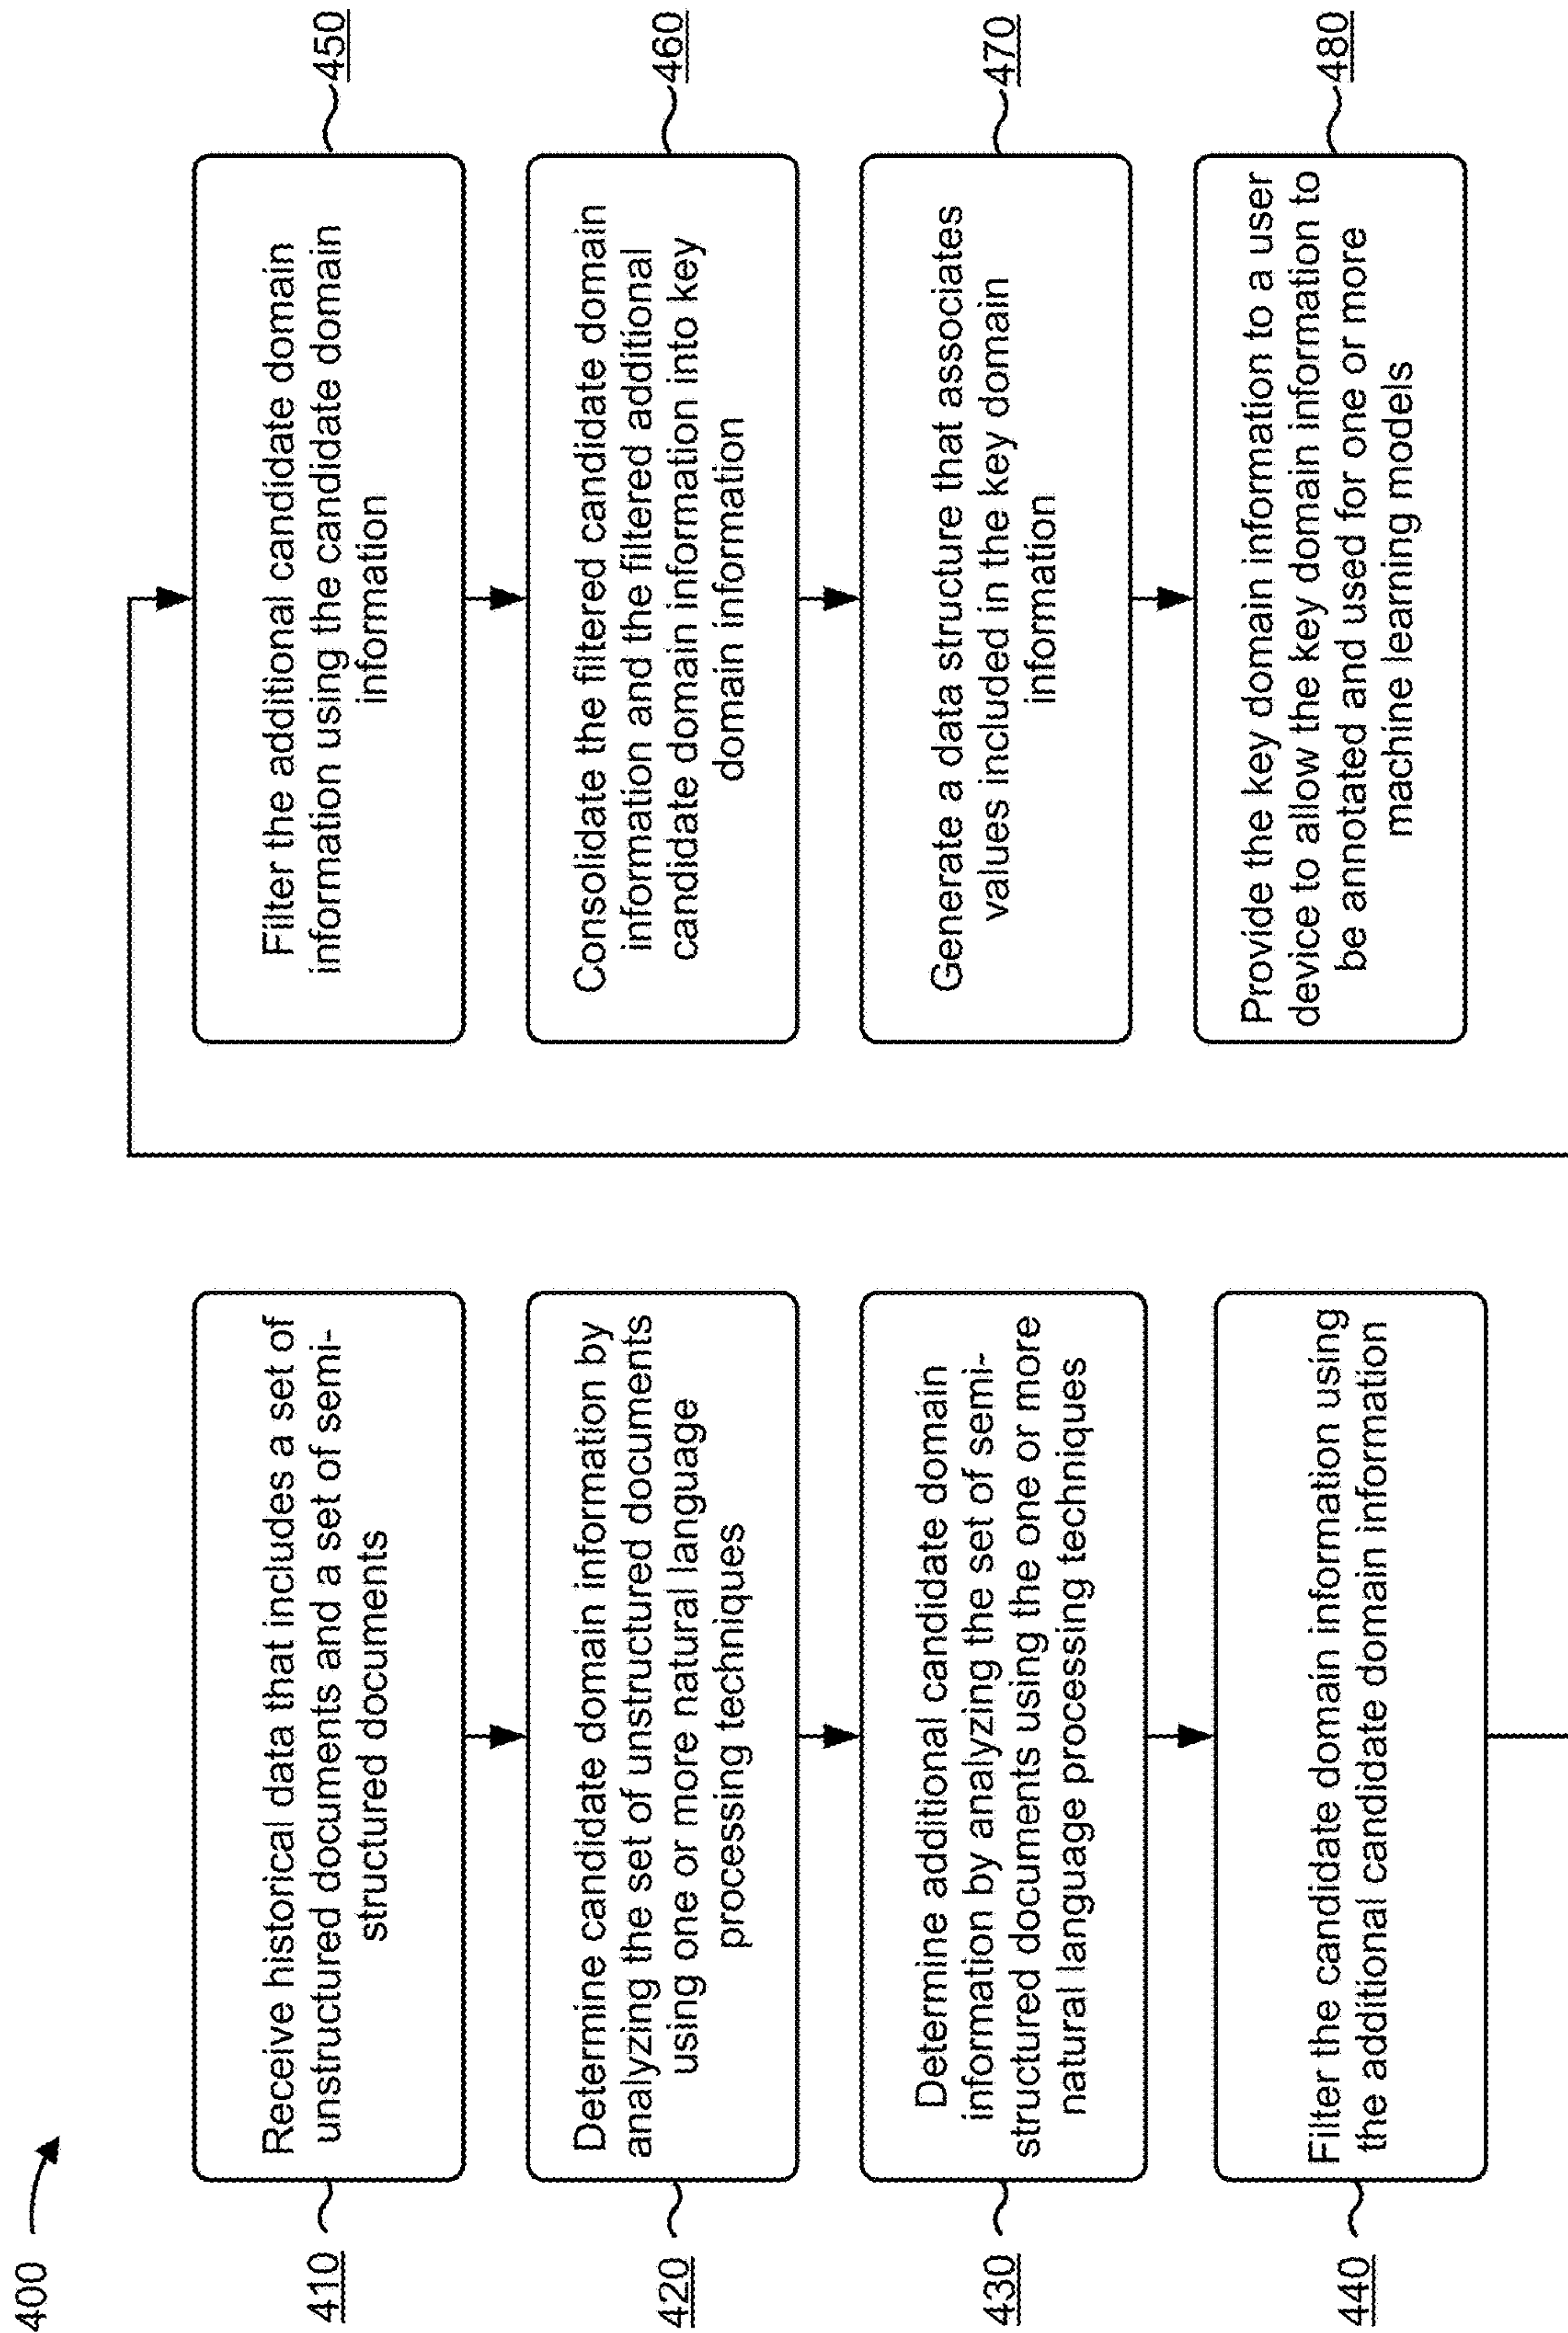 400
410
Receive historical data that includes a set of
unstructured documents and a set of semi-
structured documents
420
Determine candidate domain information by
analyzing the set of unstructured documents
using one or more natural language
processing techniques
430
Determine additional candidate domain
information by analyzing the set of semi-
structured documents using the one or more
natural language processing techniques
440
Filter the candidate domain information using
the additional candidate domain information
450
Filter the additional candidate domain
information using the candidate domain
information
460
Consolidate the filtered candidate domain
information and the filtered additional
candidate domain information into key
domain information
470
Generate a data structure that associates
values included in the key domain
information
480
Provide the key domain information to a user
device to allow the key domain information to
be annotated and used for one or more
machine learning models